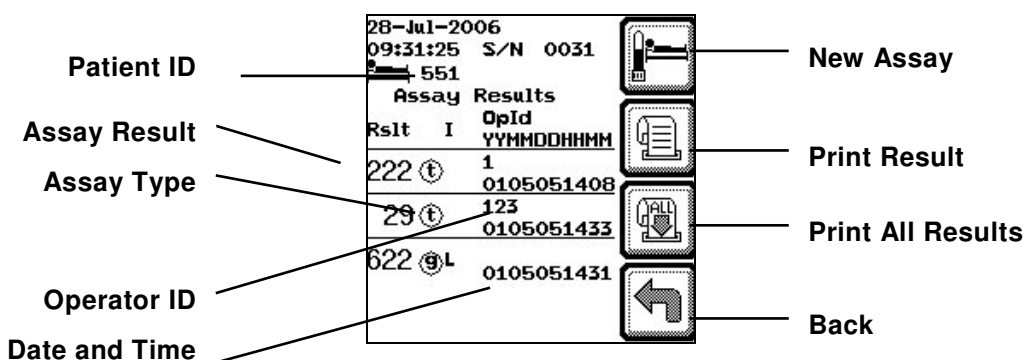 Patient ID
Assay Result
Assay Type
Operator ID
Date and Time
28-Jul-2006
09:31:25 S/N 0031
551
Assay Results
Rslt I OpId
YYMMDDHHMM
222 t 1
0105051408
29 t 123
0105051433
622 g L
0105051431
ALL
New Assay
Print Result
Print All Results
Back